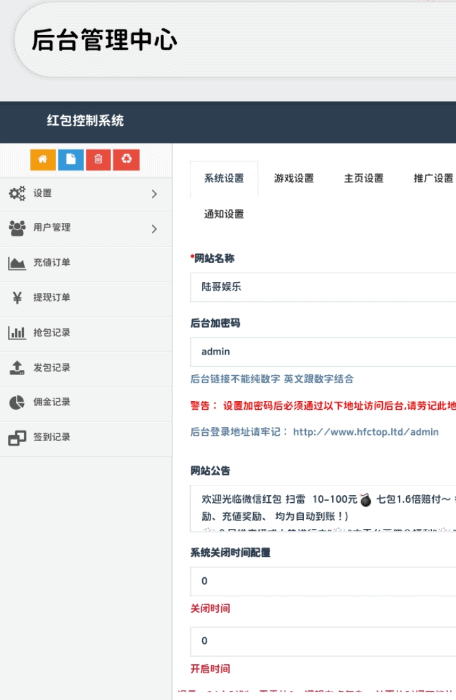 后台管理中心
红包控制系统
设置
用户管理
充值订单
提现订单
抢包记录
发包记录
佣金记录
签到记录
系统设置 游戏设置 主页设置 推广设置
通知设置
*网站名称
陆哥娱乐
后台加密码
admin
后台链接不能纯数字 英文跟数字结合
警告： 设置加密码后必须通过以下地址访问后台,请劳记此地
后台登录地址请牢记： http://www.hfctop.ltd/admin
网站公告
欢迎光临微信红包 扫雷 10-100元💣 七包1.6倍赔付～
励、充值奖励、 均为自动到账！)
系统关闭时间配置
0
关闭时间
0
开启时间